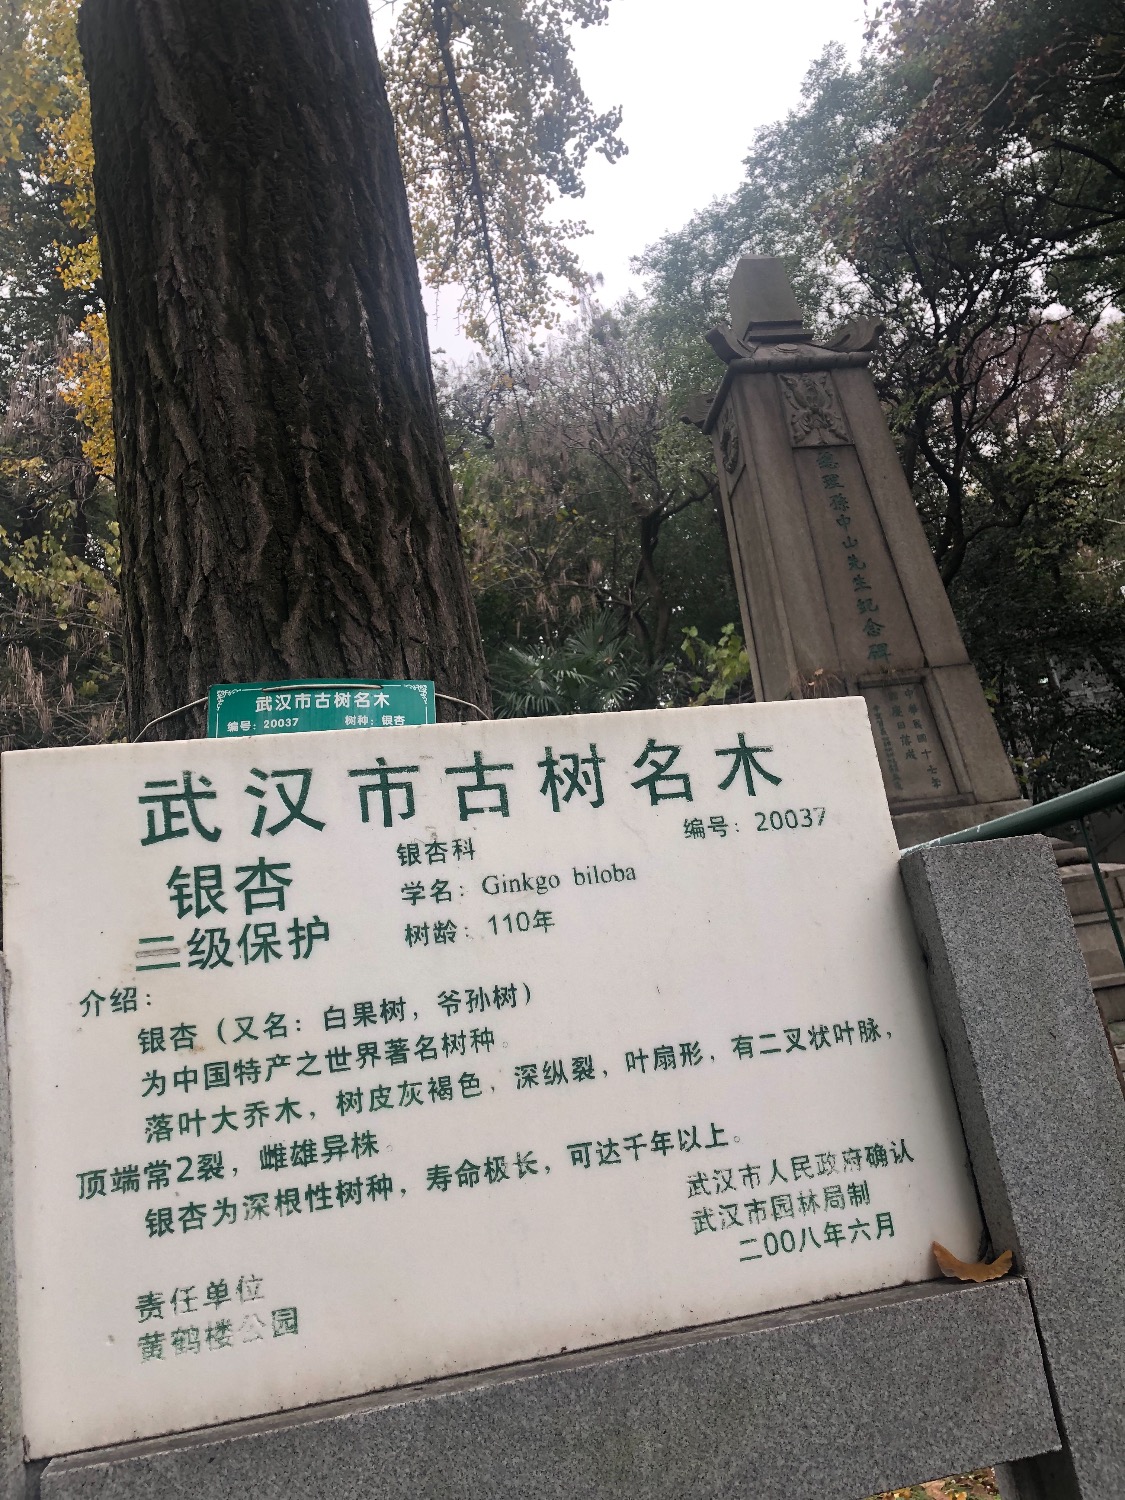 總理孫中山先生紀念碑
武汉市古树名木
编号：20037 树种：银杏
武汉市古树名木
编号：20037
银杏
二级保护
银杏科
学名：Ginkgo biloba
树龄：110年
介绍：
银杏（又名：白果树，爷孙树）
为中国特产之世界著名树种。
落叶大乔木，树皮灰褐色，深纵裂，叶扇形，有二叉状叶脉，
顶端常2裂，雌雄异株。
银杏为深根性树种，寿命极长，可达千年以上。
武汉市人民政府确认
武汉市园林局制
二00八年六月
责任单位
黄鹤楼公园